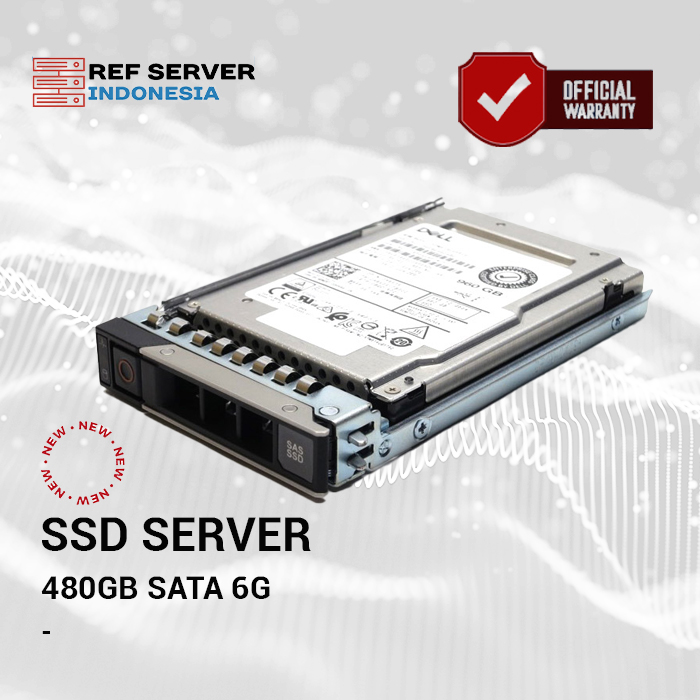 REF SERVER
INDONESIA
OFFICIAL
WARRANTY
DELL
960 GB
SAS
SSD
• NEW • NEW • NEW • NEW • NEW • NEW
SSD SERVER
480GB SATA 6G
-